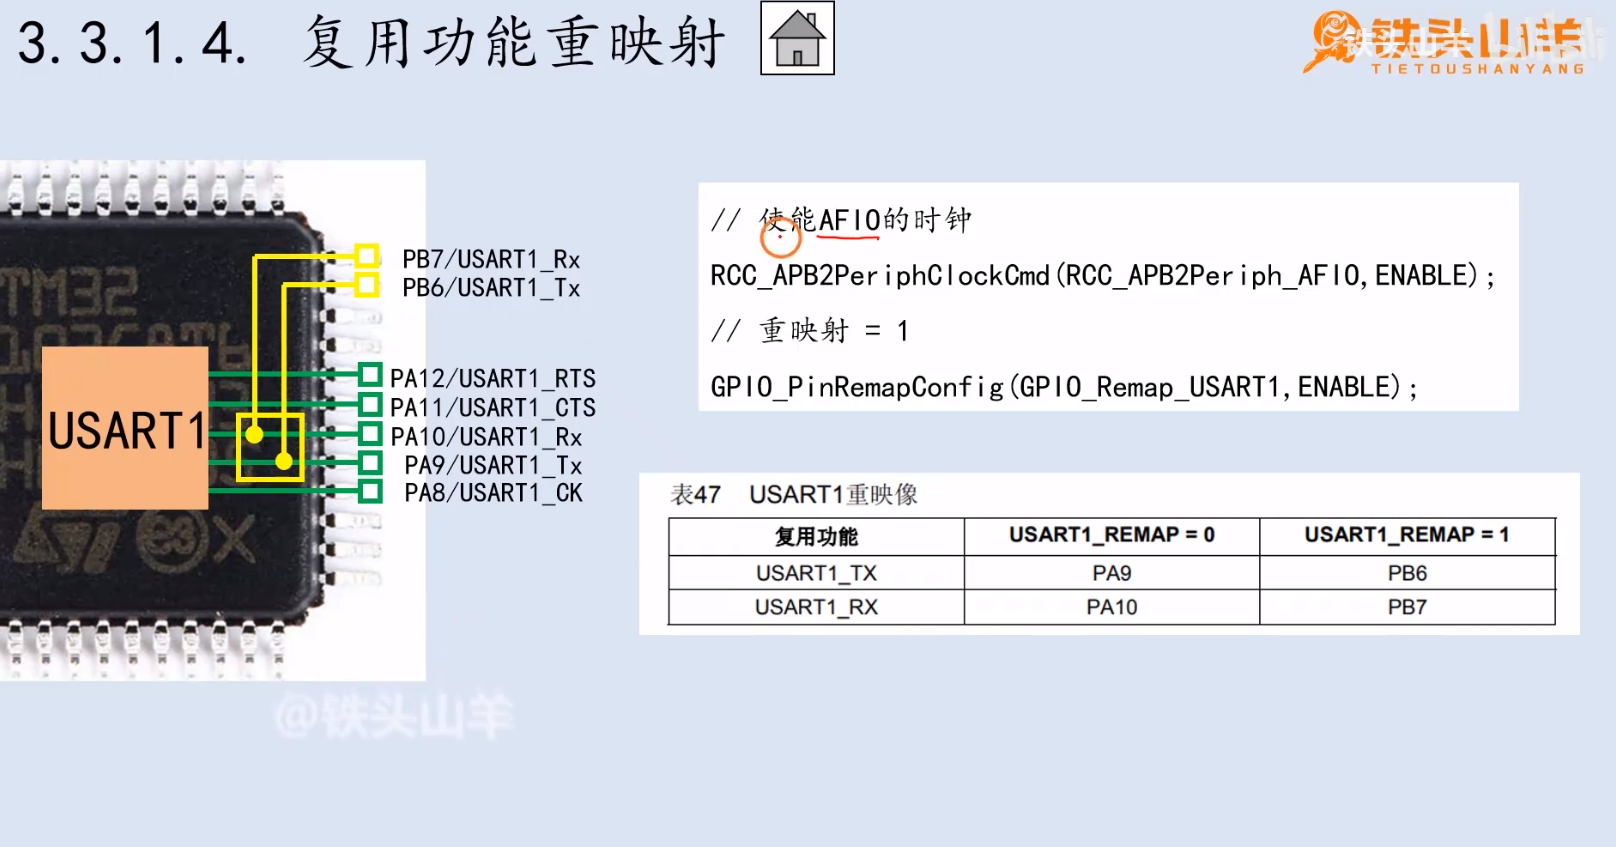 3.3.1.4. 复用功能重映射
铁头山羊
TIETOUSHANYANG
PB7/USART1_Rx
PB6/USART1_Tx
PA12/USART1_RTS
PA11/USART1_CTS
PA10/USART1_Rx
PA9/USART1_Tx
PA8/USART1_CK
USART1
// 使能AFIO的时钟
RCC_APB2PeriphClockCmd(RCC_APB2Periph_AFIO,ENABLE);
// 重映射 = 1
GPIO_PinRemapConfig(GPIO_Remap_USART1,ENABLE);
表47 USART1重映像
复用功能 USART1_REMAP = 0 USART1_REMAP = 1
USART1_TX PA9 PB6
USART1_RX PA10 PB7
@铁头山羊